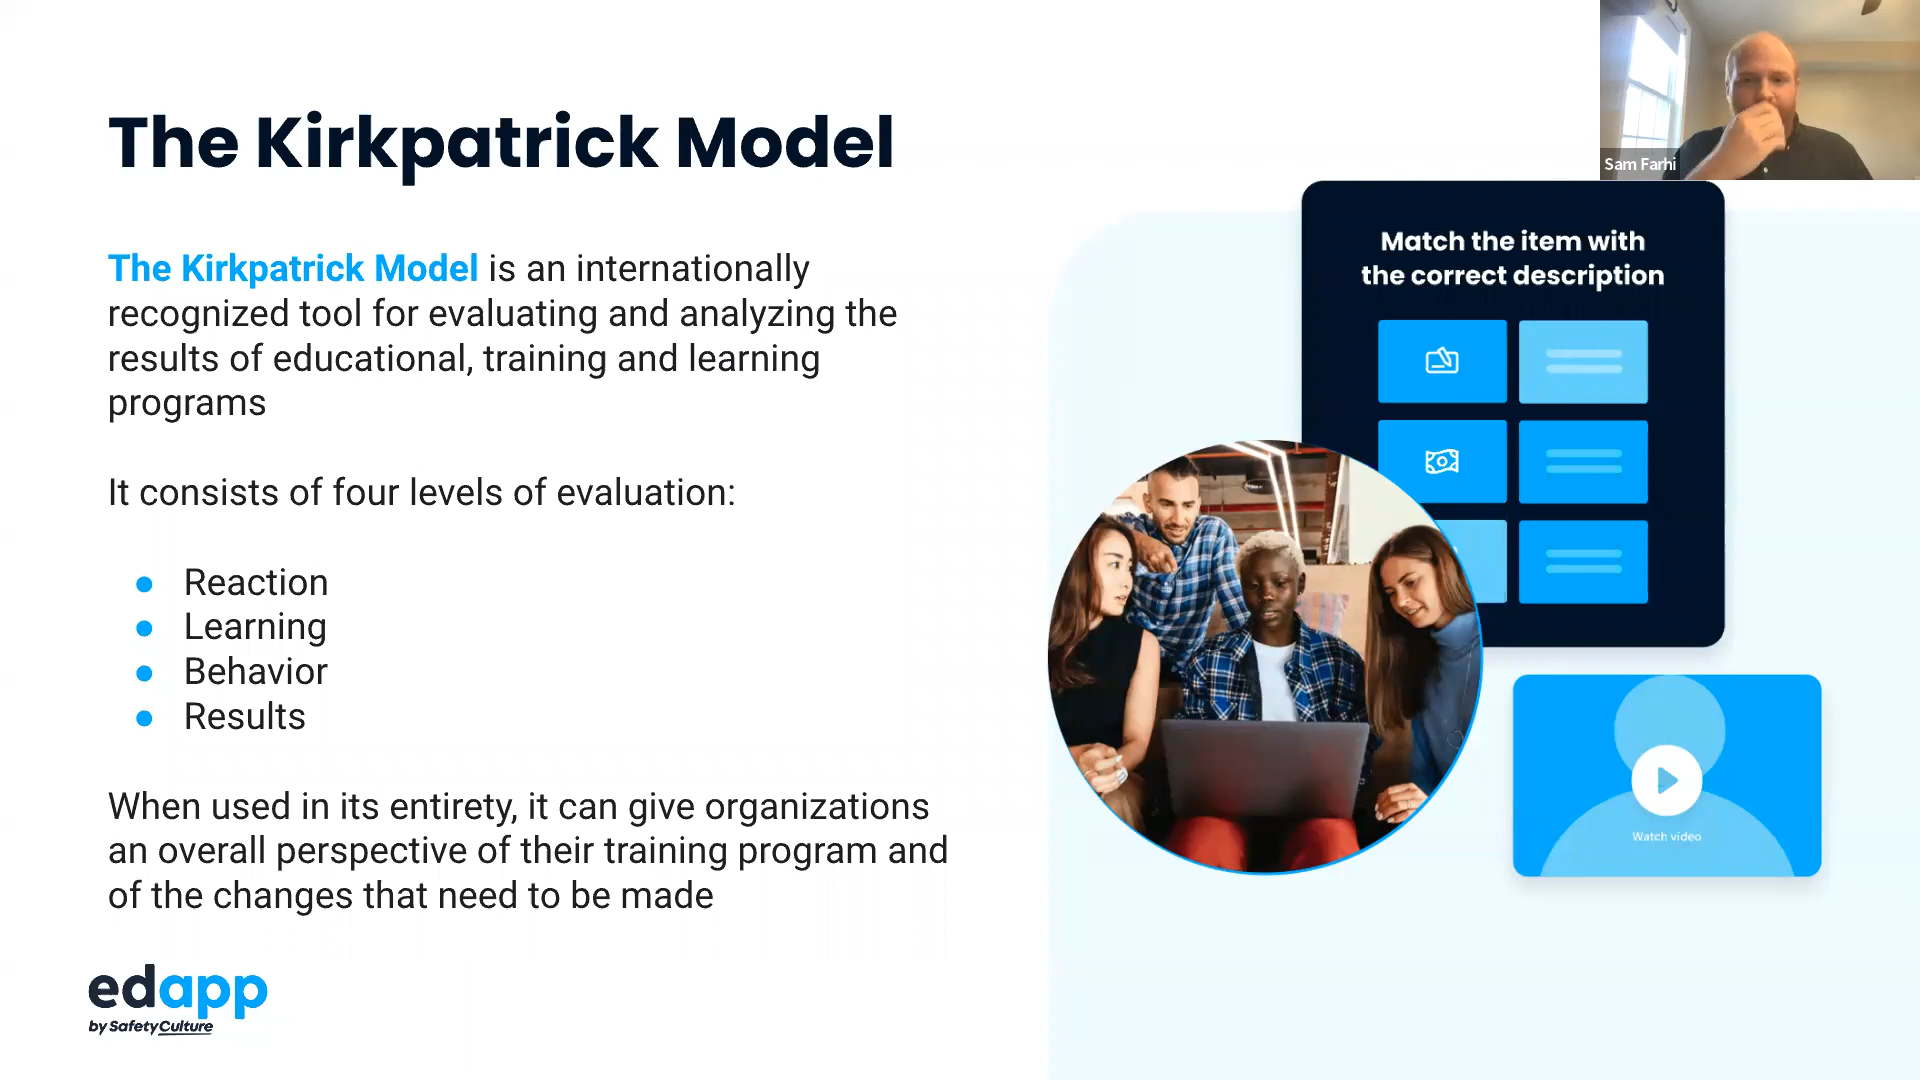 The Kirkpatrick Model
The Kirkpatrick Model is an internationally
recognized tool for evaluating and analyzing the
results of educational, training and learning
programs
It consists of four levels of evaluation:
● Reaction
● Learning
● Behavior
● Results
When used in its entirety, it can give organizations
an overall perspective of their training program and
of the changes that need to be made
edapp
by SafetyCulture
Sam Farhi
Match the item with
the correct description
Watch video